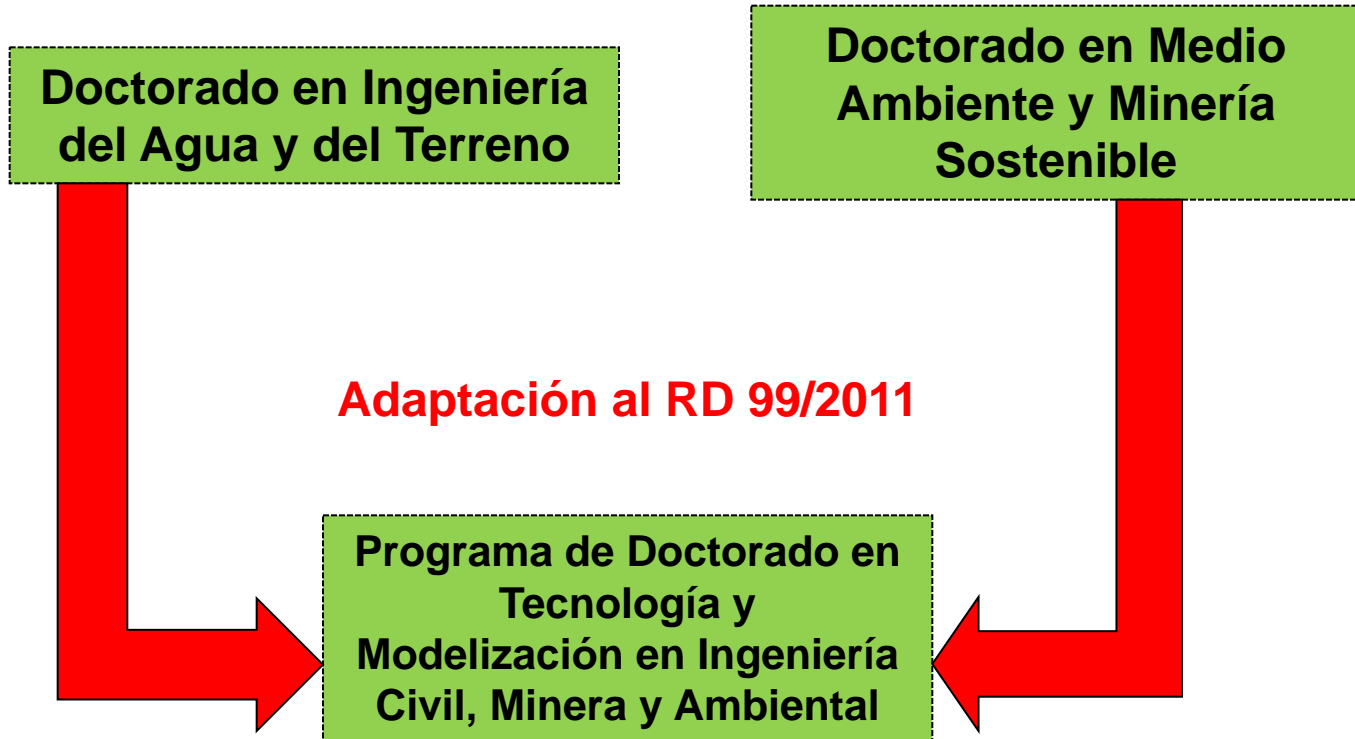 Doctorado en Ingeniería
del Agua y del Terreno
Doctorado en Medio
Ambiente y Minería
Sostenible
Adaptación al RD 99/2011
Programa de Doctorado en
Tecnología y
Modelización en Ingeniería
Civil, Minera y Ambiental